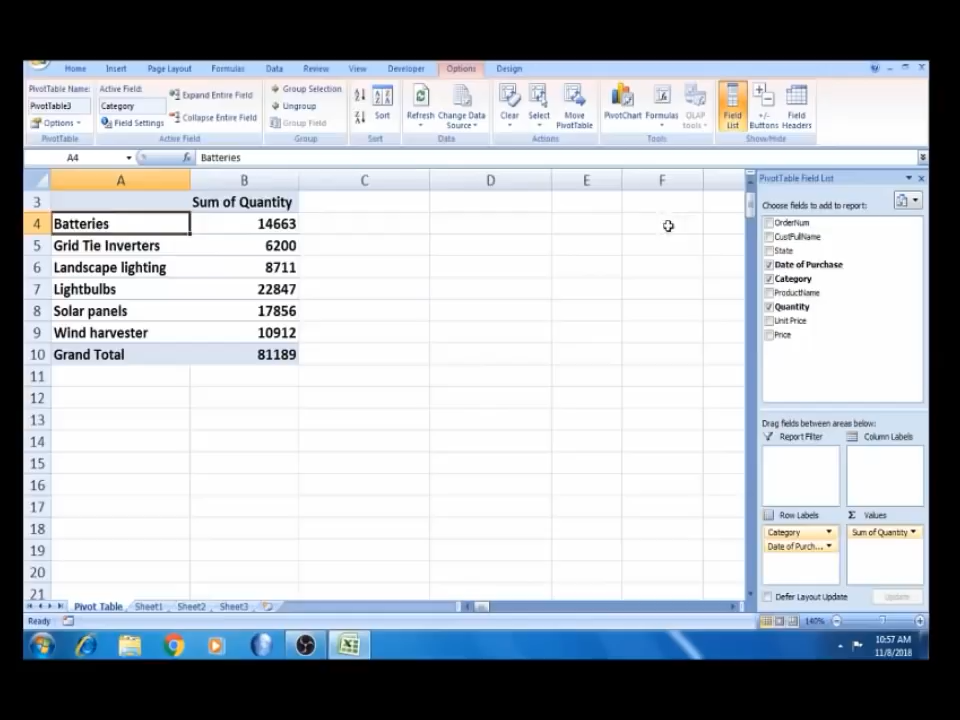 Home Insert Page Layout Formulas Data Review View Developer Options Design
PivotTable Name: Active Field: Expand Entire Field Group Selection
PivotTable3 Category Collapse Entire Field Ungroup Sort Refresh Change Data Clear Select Move PivotChart Formulas OLAP Field +/- Field
Options Field Settings Group Field Source PivotTable tools List Buttons Headers
PivotTable Active Field Group Sort Data Actions Tools Show/Hide
A4 fx Batteries
A B C D E F
3 Sum of Quantity
4 Batteries 14663
5 Grid Tie Inverters 6200
6 Landscape lighting 8711
7 Lightbulbs 22847
8 Solar panels 17856
9 Wind harvester 10912
10 Grand Total 81189
11
12
13
14
15
16
17
18
19
20
21
PivotTable Field List
Choose fields to add to report:
OrderNum
CustFullName
State
Date of Purchase
Category
ProductName
Quantity
Unit Price
Price
Drag fields between areas below:
Report Filter Column Labels
Row Labels Σ Values
Category Sum of Quantity
Date of Purch...
Defer Layout Update Update
Pivot Table Sheet1 Sheet2 Sheet3
Ready 140%
10:57 AM
11/8/2018